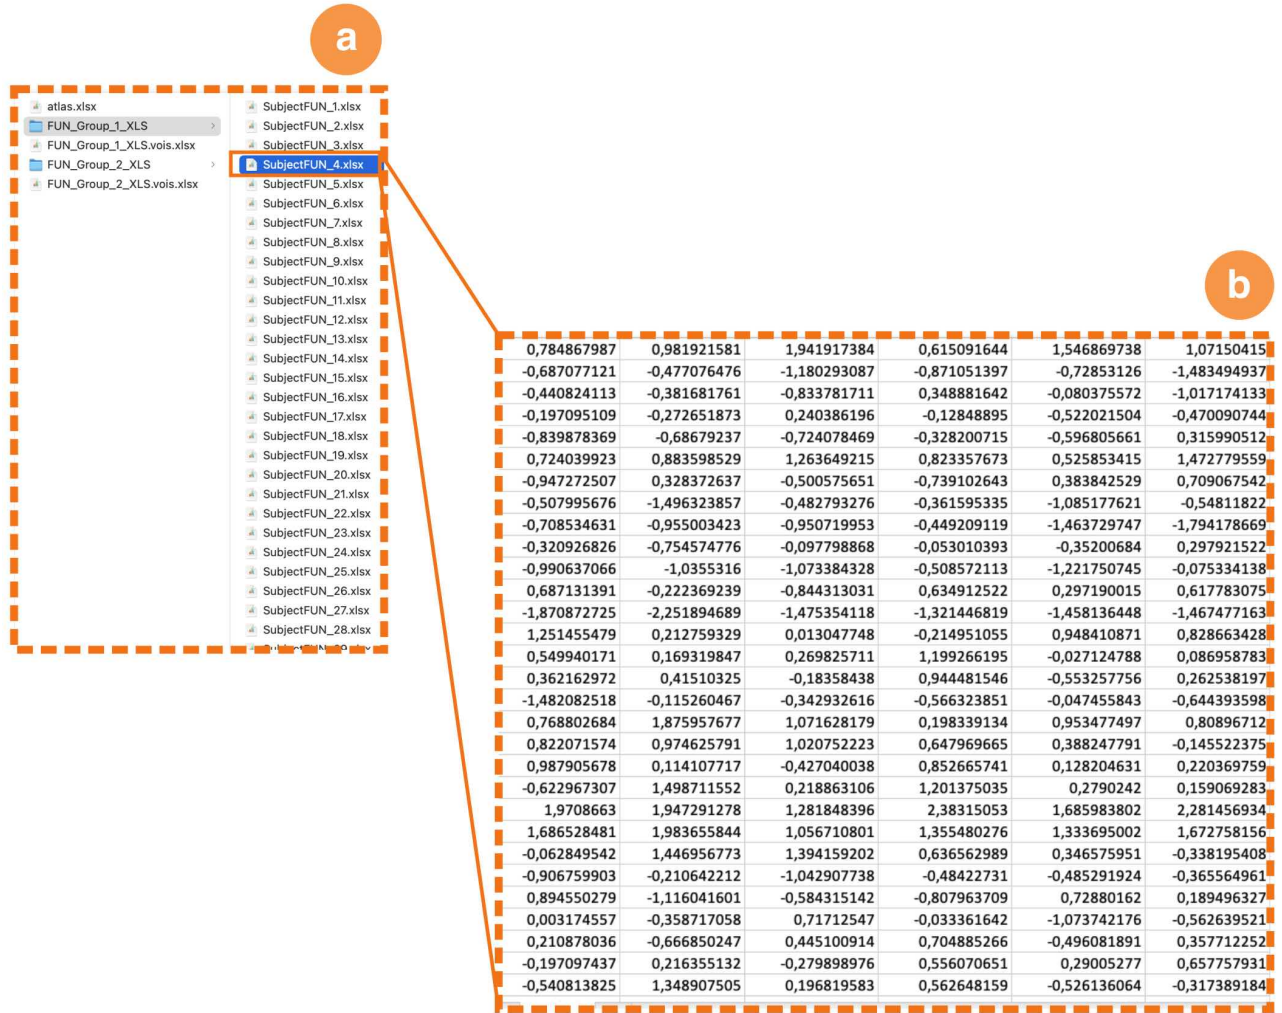 a
atlas.xlsx
FUN_Group_1_XLS
FUN_Group_1_XLS.vois.xlsx
FUN_Group_2_XLS
FUN_Group_2_XLS.vois.xlsx
SubjectFUN_1.xlsx
SubjectFUN_2.xlsx
SubjectFUN_3.xlsx
SubjectFUN_4.xlsx
SubjectFUN_5.xlsx
SubjectFUN_6.xlsx
SubjectFUN_7.xlsx
SubjectFUN_8.xlsx
SubjectFUN_9.xlsx
SubjectFUN_10.xlsx
SubjectFUN_11.xlsx
SubjectFUN_12.xlsx
SubjectFUN_13.xlsx
SubjectFUN_14.xlsx
SubjectFUN_15.xlsx
SubjectFUN_16.xlsx
SubjectFUN_17.xlsx
SubjectFUN_18.xlsx
SubjectFUN_19.xlsx
SubjectFUN_20.xlsx
SubjectFUN_21.xlsx
SubjectFUN_22.xlsx
SubjectFUN_23.xlsx
SubjectFUN_24.xlsx
SubjectFUN_25.xlsx
SubjectFUN_26.xlsx
SubjectFUN_27.xlsx
SubjectFUN_28.xlsx
b
0,784867987 0,981921581 1,941917384 0,615091644 1,546869738 1,07150415
-0,687077121 -0,477076476 -1,180293087 -0,871051397 -0,72853126 -1,483494937
-0,440824113 -0,381681761 -0,833781711 0,348881642 -0,080375572 -1,017174133
-0,197095109 -0,272651873 0,240386196 -0,12848895 -0,522021504 -0,470090744
-0,839878369 -0,68679237 -0,724078469 -0,328200715 -0,596805661 0,315990512
0,724039923 0,883598529 1,263649215 0,823357673 0,525853415 1,472779559
-0,947272507 0,328372637 -0,500575651 -0,739102643 0,383842529 0,709067542
-0,507995676 -1,496323857 -0,482793276 -0,361595335 -1,085177621 -0,54811822
-0,708534631 -0,955003423 -0,950719953 -0,449209119 -1,463729747 -1,794178669
-0,320926826 -0,754574776 -0,097798868 -0,053010393 -0,35200684 0,297921522
-0,990637066 -1,0355316 -1,073384328 -0,508572113 -1,221750745 -0,075334138
0,687131391 -0,222369239 -0,844313031 0,634912522 0,297190015 0,617783075
-1,870872725 -2,251894689 -1,475354118 -1,321446819 -1,458136448 -1,467477163
1,251455479 0,212759329 0,013047748 -0,214951055 0,948410871 0,828663428
0,549940171 0,169319847 0,269825711 1,199266195 -0,027124788 0,086958783
0,362162972 0,41510325 -0,18358438 0,944481546 -0,553257756 0,262538197
-1,482082518 -0,115260467 -0,342932616 -0,566323851 -0,047455843 -0,644393598
0,768802684 1,875957677 1,071628179 0,198339134 0,953477497 0,80896712
0,822071574 0,974625791 1,020752223 0,647969665 0,388247791 -0,145522375
0,987905678 0,114107717 -0,427040038 0,852665741 0,128204631 0,220369759
-0,622967307 1,498711552 0,218863106 1,201375035 0,2790242 0,159069283
1,9708663 1,947291278 1,281848396 2,38315053 1,685983802 2,281456934
1,686528481 1,983655844 1,056710801 1,355480276 1,333695002 1,672758156
-0,062849542 1,446956773 1,394159202 0,636562989 0,346575951 -0,338195408
-0,906759903 -0,210642212 -1,042907738 -0,48422731 -0,485291924 -0,365564961
0,894550279 -1,116041601 -0,584315142 -0,807963709 0,72880162 0,189496327
0,003174557 -0,358717058 0,71712547 -0,033361642 -1,073742176 -0,562639521
0,210878036 -0,666850247 0,445100914 0,704885266 -0,496081891 0,357712252
-0,197097437 0,216355132 -0,279898976 0,556070651 0,29005277 0,657757931
-0,540813825 1,348907505 0,196819583 0,562648159 -0,526136064 -0,317389184